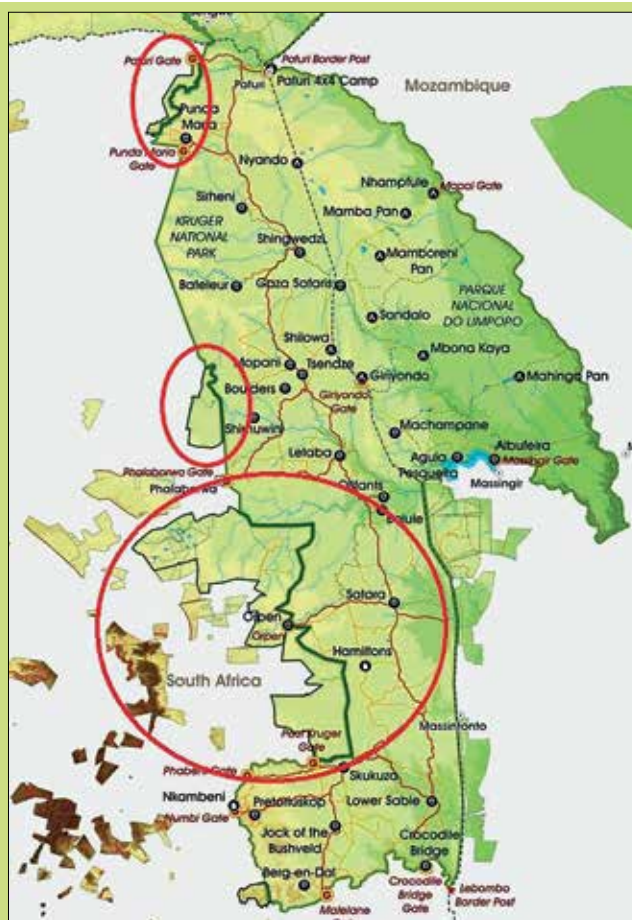 Pafuri Gate
Pafuri Border Post
Pafuri
Pafuri 4x4 Camp
Mozambique
Punda
Maria
Punda Maria
Gate
Nyando
Nhampfule
Mapai Gate
Sirheni
Mamba Pan
KRUGER
NATIONAL
PARK
Shingwedzi
Mamboreni
Pan
Bateleur
Gaza Safaris
PARQUE
NACIONAL
DO LIMPOPO
Sandalo
Shilowa
Mbona Kaya
Mopani
Tsendze
Giriyondo
Mahinga Pan
Boulders
Giriyondo
Gate
Shimuwini
Machampane
Letaba
Aguia
Pesqueira
Albufeira
Massingir Gate
Massingir
Phalaborwa Gate
Phalaborwa
Olifants
Balule
Satara
Orpen
Orpen
Hamiltons
South Africa
Massintonto
Paul Kruger
Gate
Phabeni Gate
Skukuza
Nkambeni
Numbi Gate
Pretoriuskop
Lower Sabie
Jock of the
Bushveld
Crocodile
Bridge
Berg-en-Dal
Crocodile
Bridge
Gate
Lebombo
Border Post
Malelane